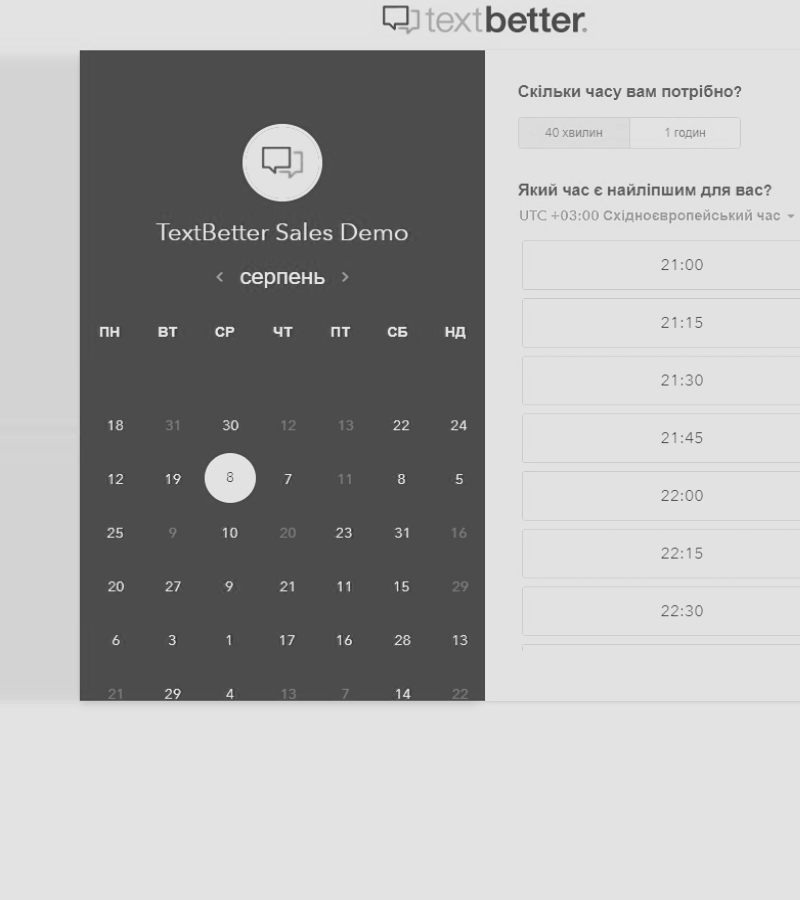 textbetter.
TextBetter Sales Demo
< серпень >
ПН ВТ СР ЧТ ПТ СБ НД
18 31 30 12 13 22 24
12 19 8 7 11 8 5
25 9 10 20 23 31 16
20 27 9 21 11 15 29
6 3 1 17 16 28 13
21 29 4 13 7 14 22
Скільки часу вам потрібно?
40 хвилин 1 годин
Який час є найліпшим для вас?
UTC +03:00 Східноєвропейський час
21:00
21:15
21:30
21:45
22:00
22:15
22:30